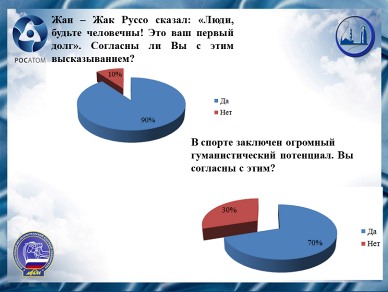 Жан – Жак Руссо сказал: «Люди,
будьте человечны! Это ваш первый
долг». Согласны ли Вы с этим
высказыванием?
РОСАТОМ
10%
90%
Да
Нет
В спорте заключен огромный
гуманистический потенциал. Вы
согласны с этим?
30%
70%
Да
Нет